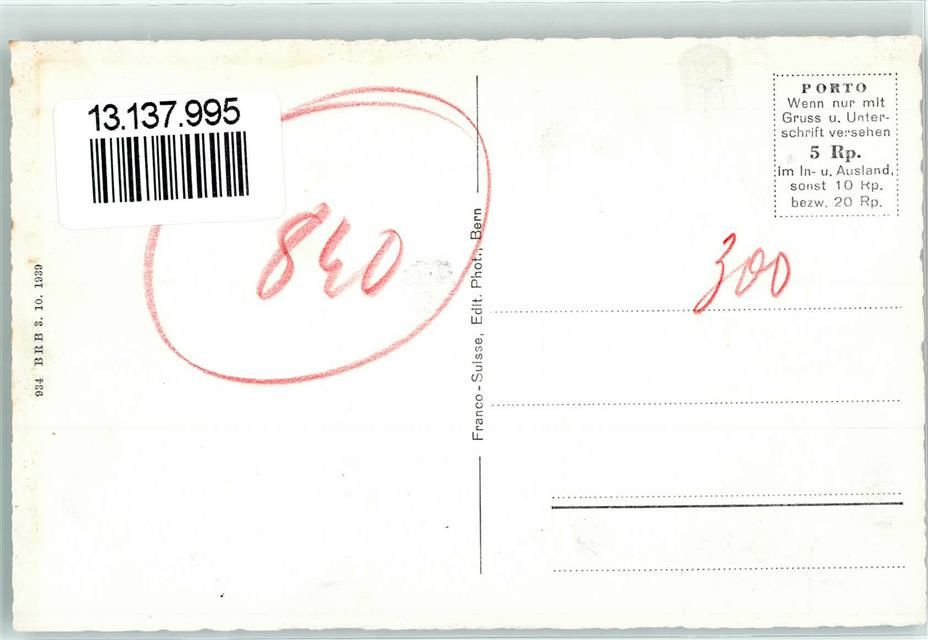 13.137.995
840
934 BRB 3. 10. 1939
Franco-Suisse, Edit. Phot., Bern
PORTO
Wenn nur mit
Gruss u. Unter-
schrift versehen
5 Rp.
im In- u. Ausland,
sonst 10 Rp.
bezw. 20 Rp.
300